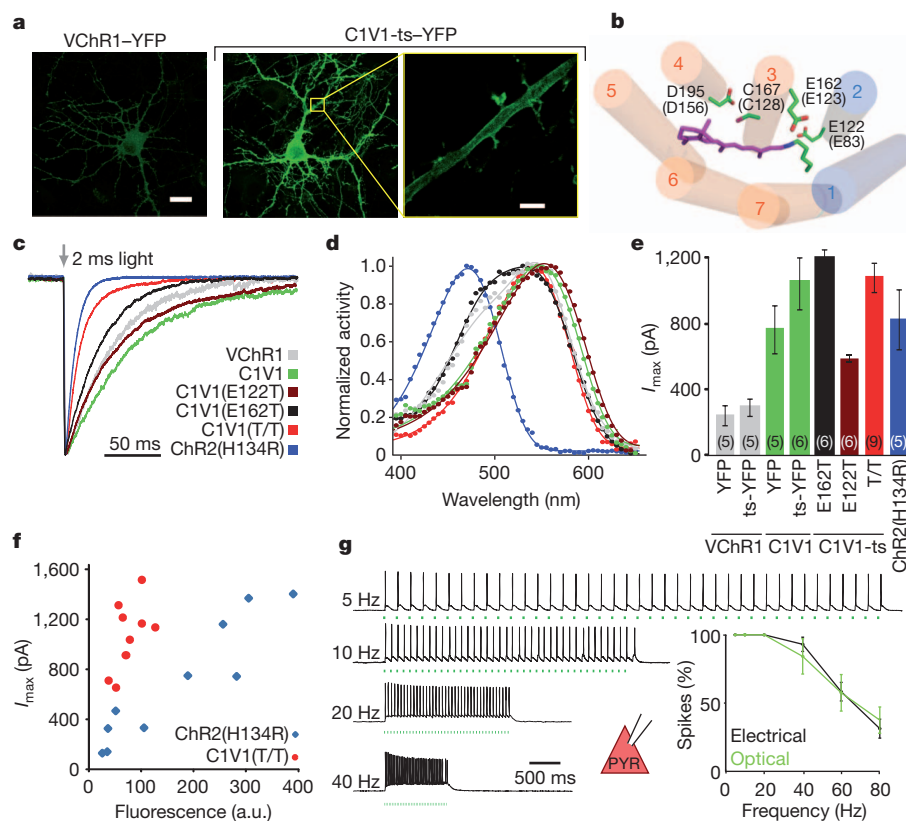 a
VChR1–YFP
C1V1-ts–YFP
b
5
4
3
2
D195
(D156)
C167
(C128)
E162
(E123)
E122
(E83)
6
7
1
c
2 ms light
VChR1
C1V1
C1V1(E122T)
C1V1(E162T)
C1V1(T/T)
ChR2(H134R)
50 ms
d
Normalized activity
1.0
0.8
0.6
0.4
0.2
0
400
500
600
Wavelength (nm)
e
Imax (pA)
1,200
800
400
0
(5)
(5)
(5)
(6)
(6)
(6)
(9)
(5)
YFP
ts-YFP
YFP
ts-YFP
E162T
E122T
T/T
ChR2(H134R)
VChR1
C1V1
C1V1-ts
f
Imax (pA)
1,600
1,200
800
400
0
0
100
200
300
400
Fluorescence (a.u.)
ChR2(H134R)
C1V1(T/T)
g
5 Hz
10 Hz
20 Hz
40 Hz
500 ms
PYR
Spikes (%)
100
50
0
Electrical
Optical
0
20
40
60
80
Frequency (Hz)